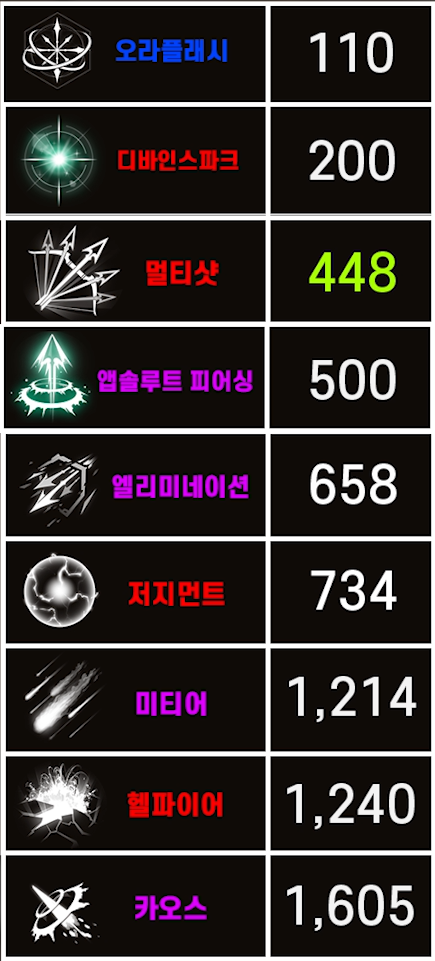 오라플래시 110
디바인스파크 200
멀티샷 448
앱솔루트 피어싱 500
엘리미네이션 658
저지먼트 734
미티어 1,214
헬파이어 1,240
카오스 1,605